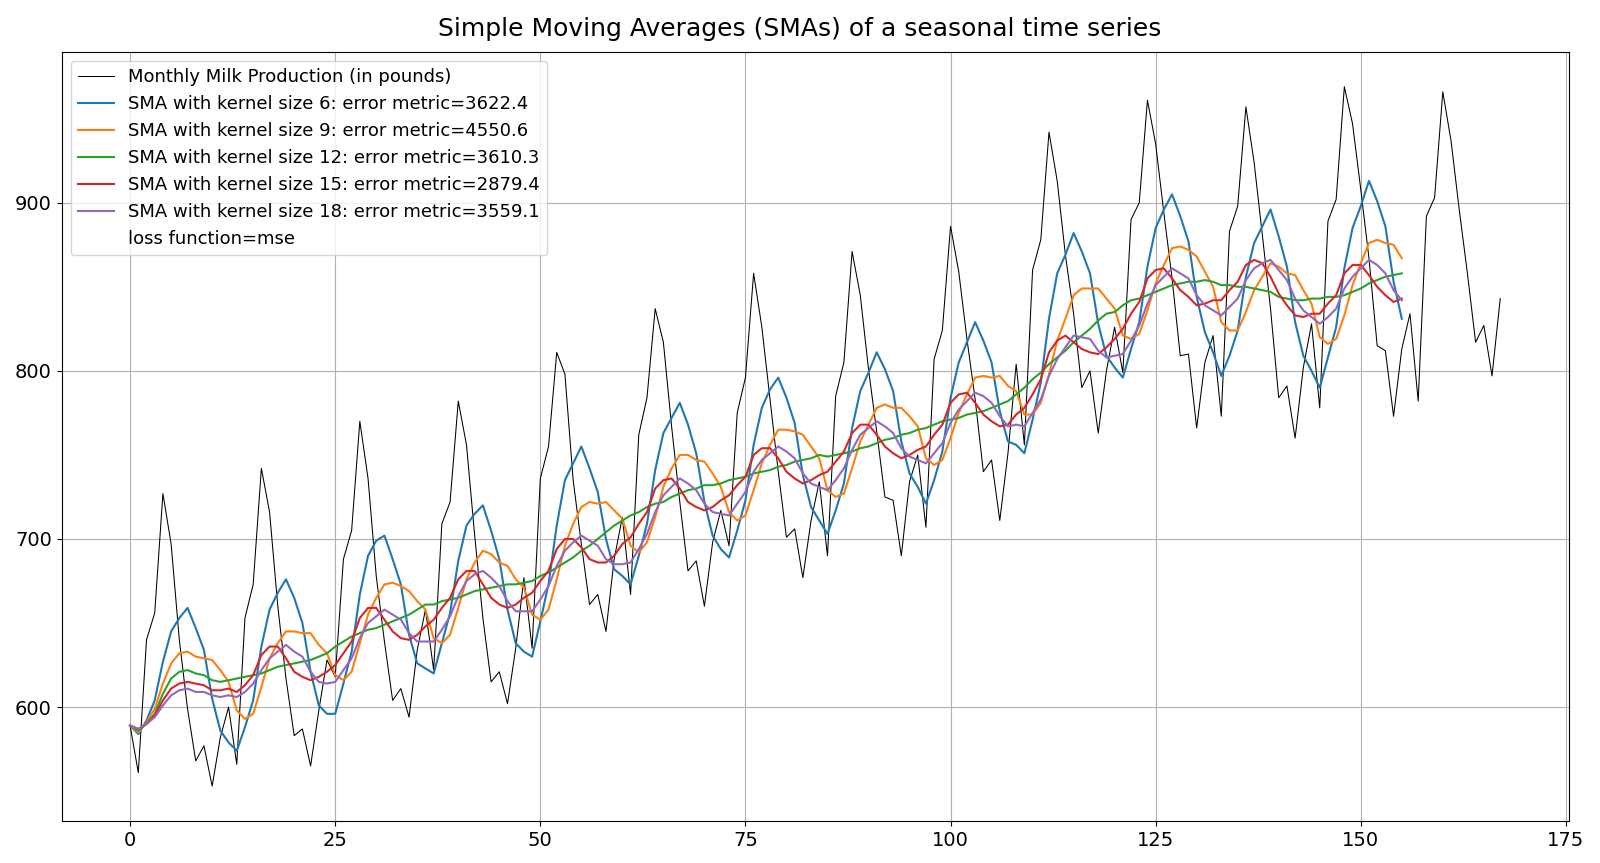 Simple Moving Averages (SMAs) of a seasonal time series
Monthly Milk Production (in pounds)
SMA with kernel size 6: error metric=3622.4
SMA with kernel size 9: error metric=4550.6
SMA with kernel size 12: error metric=3610.3
SMA with kernel size 15: error metric=2879.4
SMA with kernel size 18: error metric=3559.1
loss function=mse
900
800
700
600
0 25 50 75 100 125 150 175